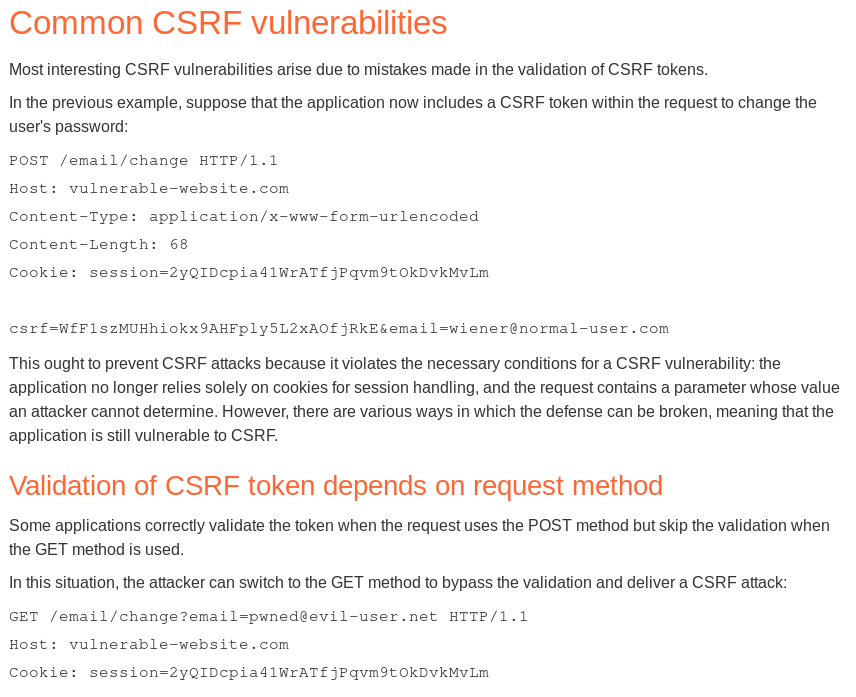 Common CSRF vulnerabilities
Most interesting CSRF vulnerabilities arise due to mistakes made in the validation of CSRF tokens.
In the previous example, suppose that the application now includes a CSRF token within the request to change the
user's password:
POST /email/change HTTP/1.1
Host: vulnerable-website.com
Content-Type: application/x-www-form-urlencoded
Content-Length: 68
Cookie: session=2yQIDcpia41WrATfjPqvm9tOkDvkMvLm
csrf=WfF1szMUHhiokx9AHFply5L2xAOfjRkE&email=wiener@normal-user.com
This ought to prevent CSRF attacks because it violates the necessary conditions for a CSRF vulnerability: the
application no longer relies solely on cookies for session handling, and the request contains a parameter whose value
an attacker cannot determine. However, there are various ways in which the defense can be broken, meaning that the
application is still vulnerable to CSRF.
Validation of CSRF token depends on request method
Some applications correctly validate the token when the request uses the POST method but skip the validation when
the GET method is used.
In this situation, the attacker can switch to the GET method to bypass the validation and deliver a CSRF attack:
GET /email/change?email=pwned@evil-user.net HTTP/1.1
Host: vulnerable-website.com
Cookie: session=2yQIDcpia41WrATfjPqvm9tOkDvkMvLm